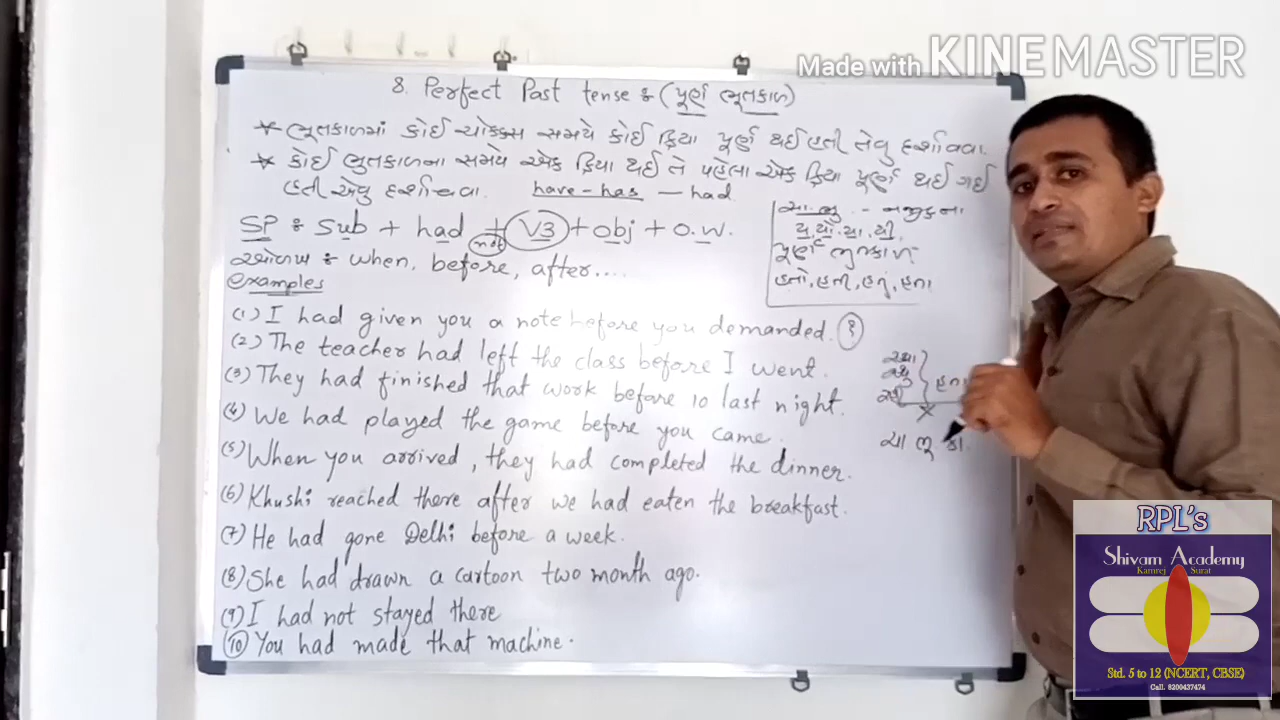 Made with KINEMASTER
8. Perfect Past tense : (પૂર્ણ ભૂતકાળ)
* ભૂતકાળમાં કોઈ ચોક્કસ સમયે કોઈ ક્રિયા પૂર્ણ થઈ હતી તેવુ દર્શાવવા.
* કોઈ ભુતકાળના સમયે એક ક્રિયા થઈ તે પહેલા એક ક્રિયા પૂર્ણ થઈ ગઈ
હતી એવુ દર્શાવવા. have-has — had
SP : Sub + had + V3 + obj + O.W.
not
ઓળખ : when, before, after....
સા.ભુ. - નજીકના
પૂર્ણ ભુતકાળ
હતો, હતી, હતું, હતા
examples
(1) I had given you a note before you demanded.
(2) The teacher had left the class before I went.
(3) They had finished that work before 10 last night.
(4) We had played the game before you came.
(5) When you arrived, they had completed the dinner.
(6) Khushi reached there after we had eaten the breakfast.
(7) He had gone Delhi before a week.
(8) She had drawn a cartoon two month ago.
(9) I had not stayed there
(10) You had made that machine.
સા ભૂ કા.
RPL's
Shivam Academy
Kamrej Surat
Std. 5 to 12 (NCERT, CBSE)
Call. 8200437474